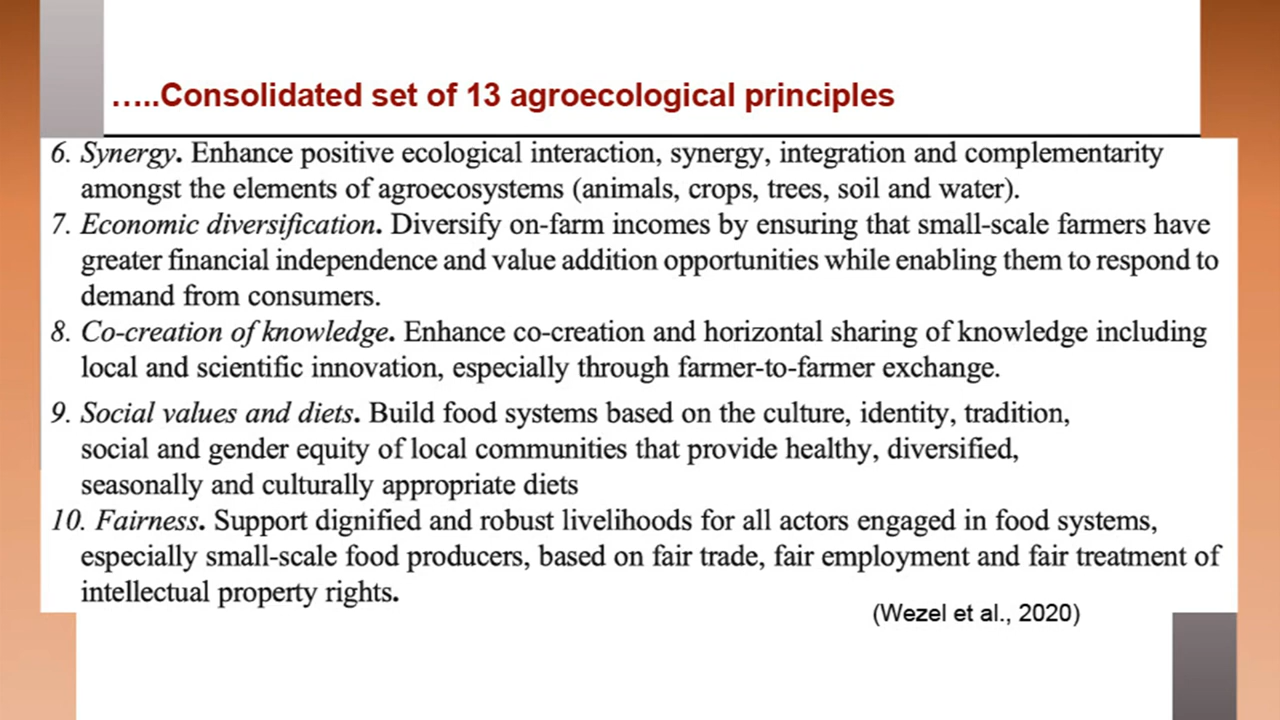 …..Consolidated set of 13 agroecological principles
6. Synergy. Enhance positive ecological interaction, synergy, integration and complementarity
amongst the elements of agroecosystems (animals, crops, trees, soil and water).
7. Economic diversification. Diversify on-farm incomes by ensuring that small-scale farmers have
greater financial independence and value addition opportunities while enabling them to respond to
demand from consumers.
8. Co-creation of knowledge. Enhance co-creation and horizontal sharing of knowledge including
local and scientific innovation, especially through farmer-to-farmer exchange.
9. Social values and diets. Build food systems based on the culture, identity, tradition,
social and gender equity of local communities that provide healthy, diversified,
seasonally and culturally appropriate diets
10. Fairness. Support dignified and robust livelihoods for all actors engaged in food systems,
especially small-scale food producers, based on fair trade, fair employment and fair treatment of
intellectual property rights.
(Wezel et al., 2020)